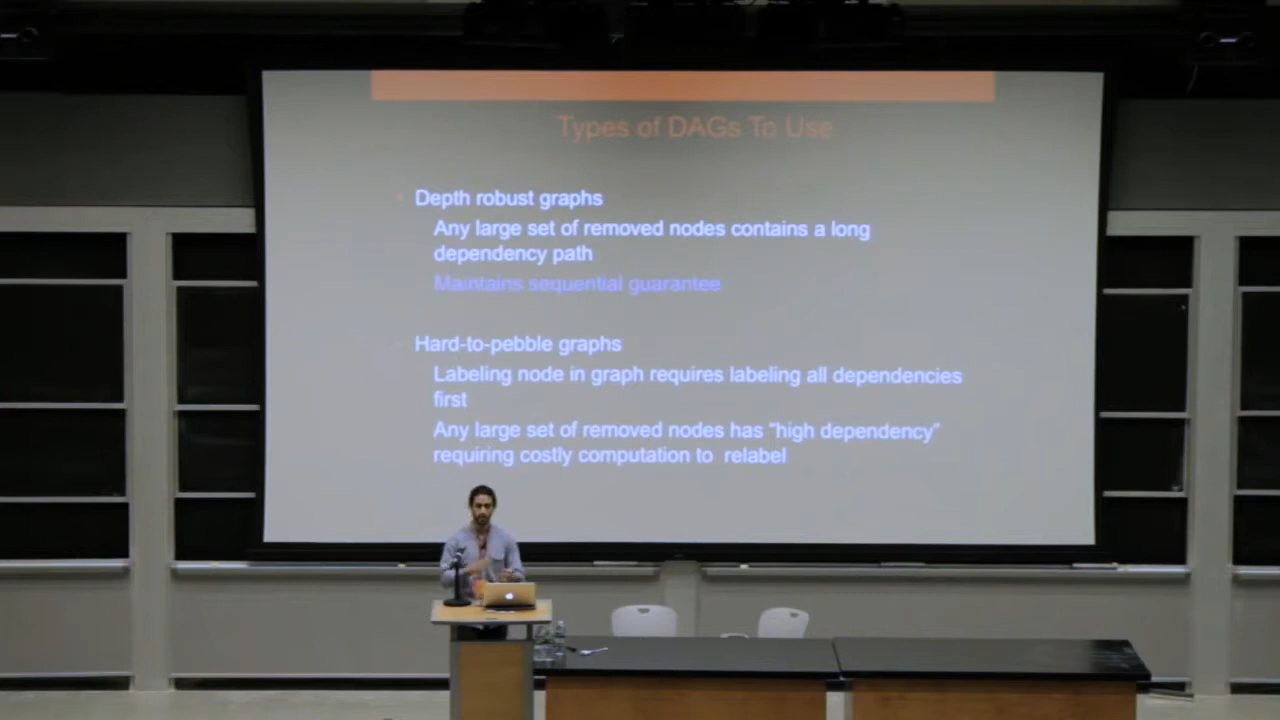 Types of DAGs To Use
Depth robust graphs
Any large set of removed nodes contains a long
dependency path
Maintains sequential guarantee
Hard-to-pebble graphs
Labeling node in graph requires labeling all dependencies
first
Any large set of removed nodes has “high dependency”
requiring costly computation to relabel